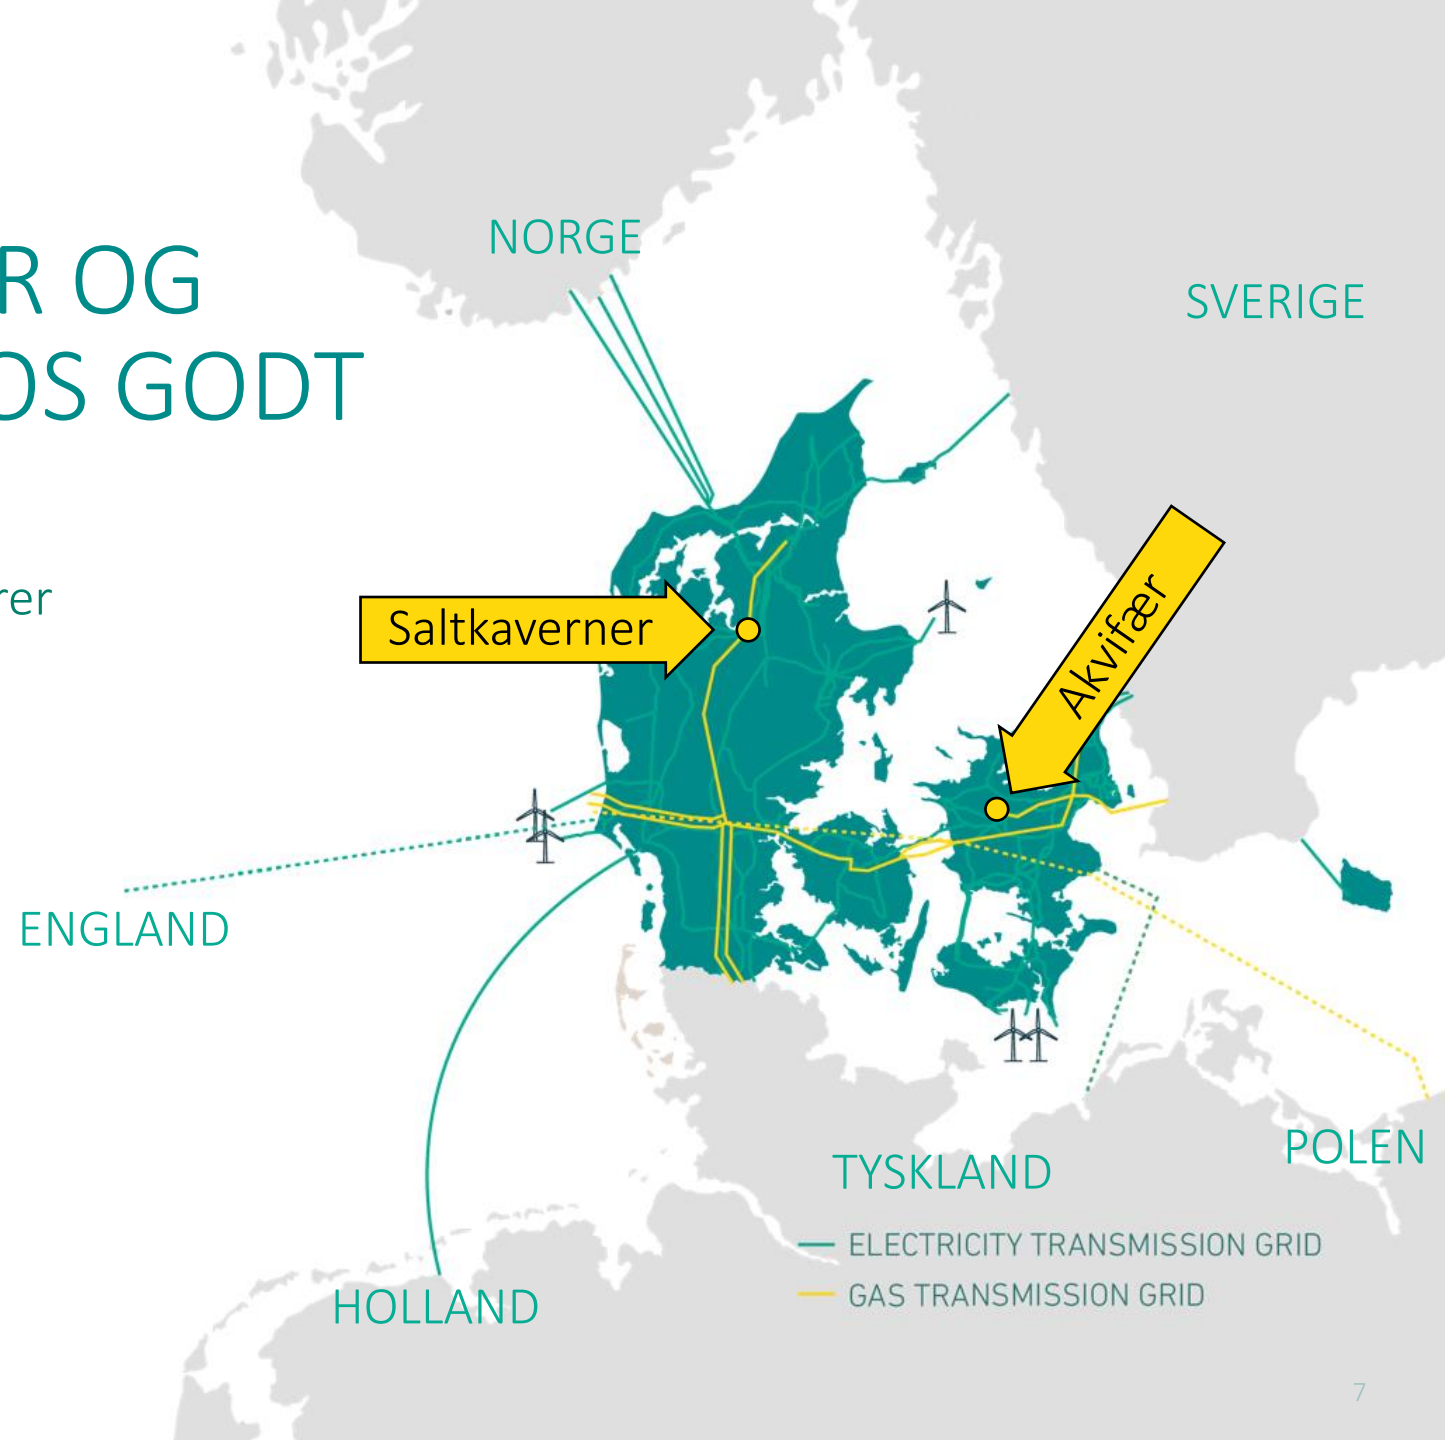 R OG
OS GODT
rer
NORGE
SVERIGE
Saltkaverner
Akvifær
ENGLAND
TYSKLAND
POLEN
HOLLAND
ELECTRICITY TRANSMISSION GRID
GAS TRANSMISSION GRID
7